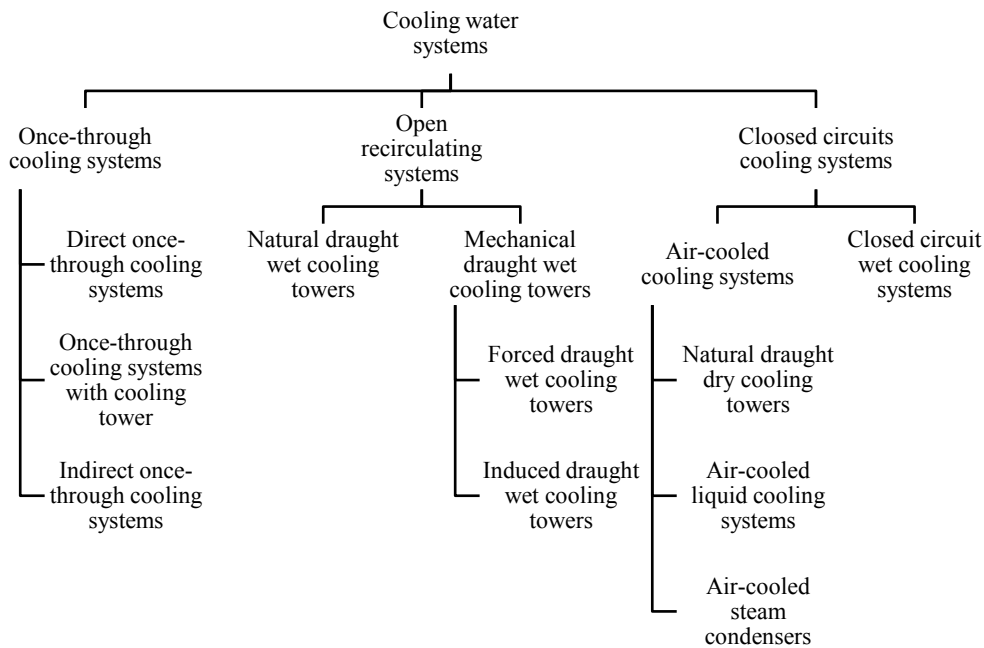 Cooling water
systems
Once-through
cooling systems
Open
recirculating
systems
Cloosed circuits
cooling systems
Direct once-
through cooling
systems
Once-through
cooling systems
with cooling
tower
Indirect once-
through cooling
systems
Natural draught
wet cooling
towers
Mechanical
draught wet
cooling towers
Forced draught
wet cooling
towers
Induced draught
wet cooling
towers
Air-cooled
cooling systems
Natural draught
dry cooling
towers
Air-cooled
liquid cooling
systems
Air-cooled
steam
condensers
Closed circuit
wet cooling
systems